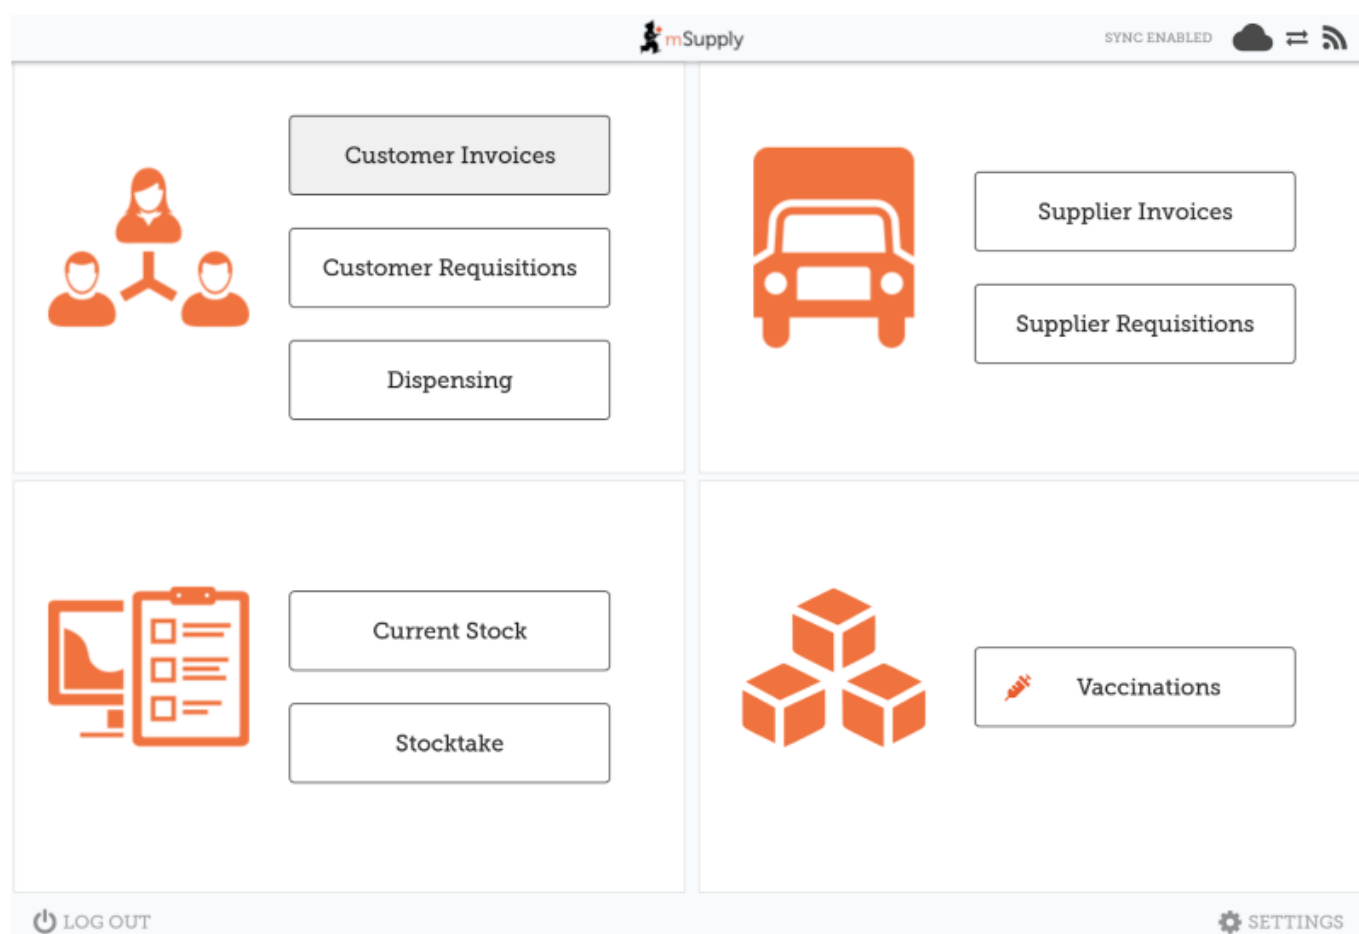 mSupply
SYNC ENABLED
Customer Invoices
Customer Requisitions
Dispensing
Supplier Invoices
Supplier Requisitions
Current Stock
Stocktake
Vaccinations
LOG OUT
SETTINGS